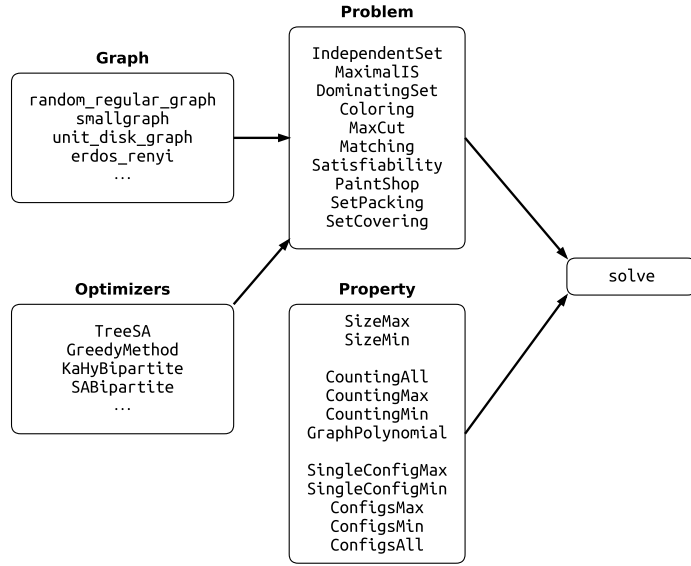 Graph
random_regular_graph
smallgraph
unit_disk_graph
erdos_renyi
...
Problem
IndependentSet
MaximalIS
DominatingSet
Coloring
MaxCut
Matching
Satisfiability
PaintShop
SetPacking
SetCovering
Optimizers
TreeSA
GreedyMethod
KaHyBipartite
SABipartite
...
Property
SizeMax
SizeMin
CountingAll
CountingMax
CountingMin
GraphPolynomial
SingleConfigMax
SingleConfigMin
ConfigsMax
ConfigsMin
ConfigsAll
solve